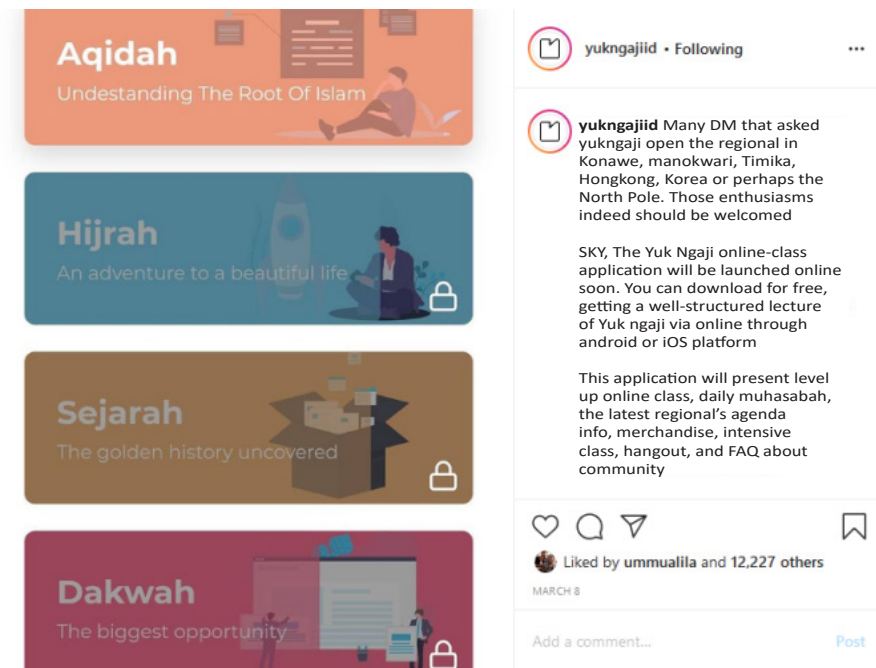 Aqidah
Undestanding The Root Of Islam
Hijrah
An adventure to a beautiful life
Sejarah
The golden history uncovered
Dakwah
The biggest opportunity
yukngajiid • Following
yukngajiid Many DM that asked
yukngaji open the regional in
Konawe, manokwari, Timika,
Hongkong, Korea or perhaps the
North Pole. Those enthusiasms
indeed should be welcomed
SKY, The Yuk Ngaji online-class
application will be launched online
soon. You can download for free,
getting a well-structured lecture
of Yuk ngaji via online through
android or iOS platform
This application will present level
up online class, daily muhasabah,
the latest regional's agenda
info, merchandise, intensive
class, hangout, and FAQ about
community
Liked by ummualila and 12,227 others
MARCH 8
Add a comment...
Post